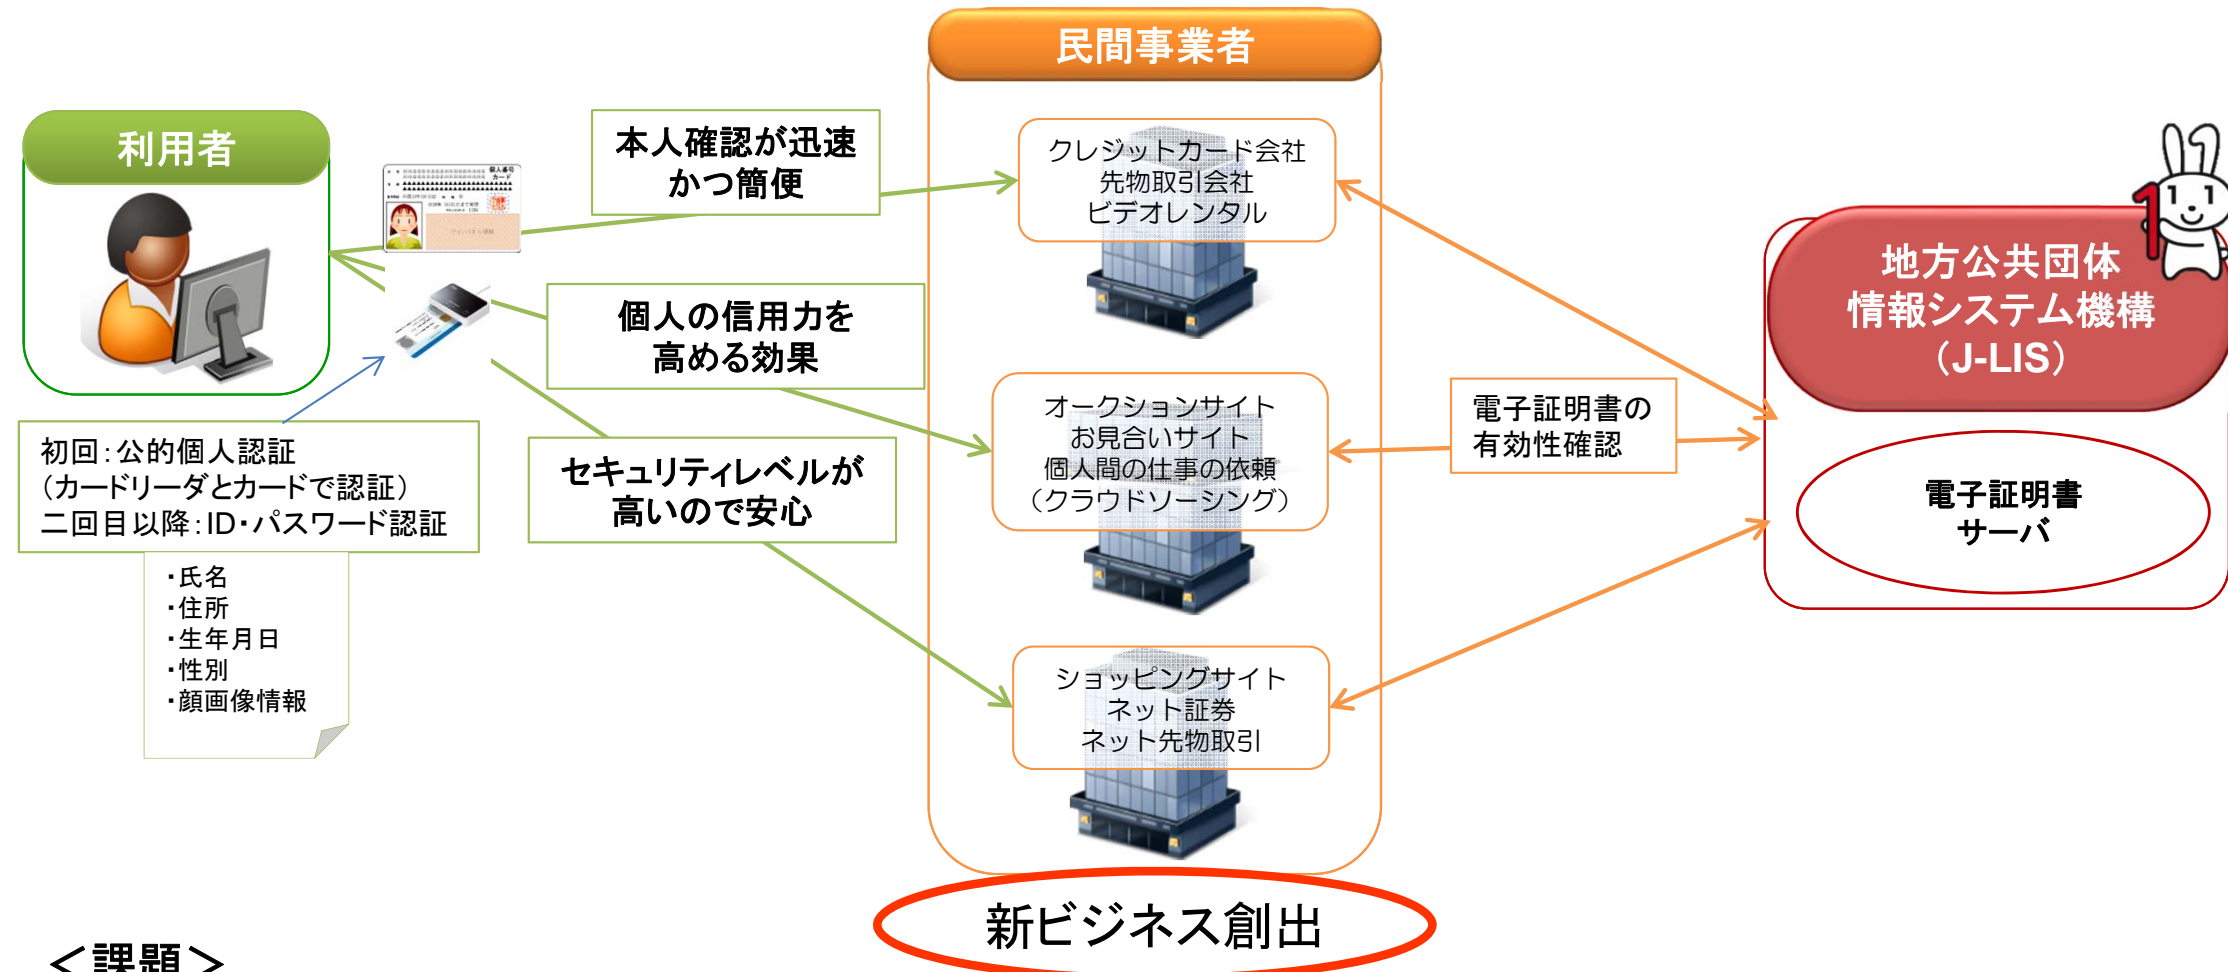 民間事業者
利用者
個人番号
カード
本人確認が迅速
かつ簡便
クレジットカード会社
先物取引会社
ビデオレンタル
地方公共団体
情報システム機構
（J-LIS）
個人の信用力を
高める効果
オークションサイト
お見合いサイト
個人間の仕事の依頼
（クラウドソーシング）
電子証明書の
有効性確認
初回：公的個人認証
（カードリーダとカードで認証）
二回目以降：ID・パスワード認証
セキュリティレベルが
高いので安心
電子証明書
サーバ
・氏名
・住所
・生年月日
・性別
・顔画像情報
ショッピングサイト
ネット証券
ネット先物取引
新ビジネス創出
＜課題＞